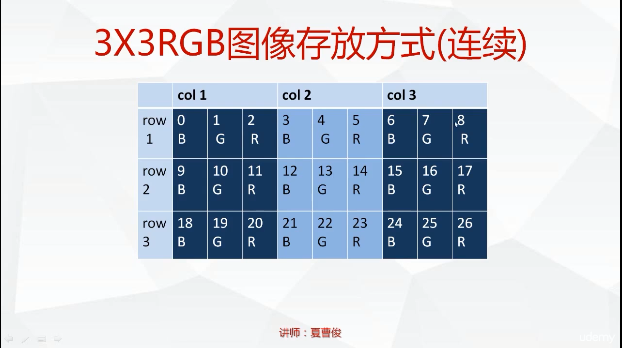 3X3RGB图像存放方式(连续)
col 1 col 2 col 3
row 1 0 B 1 G 2 R 3 B 4 G 5 R 6 B 7 G 8 R
row 2 9 B 10 G 11 R 12 B 13 G 14 R 15 B 16 G 17 R
row 3 18 B 19 G 20 R 21 B 22 G 23 R 24 B 25 G 26 R
讲师：夏曹俊
udemy